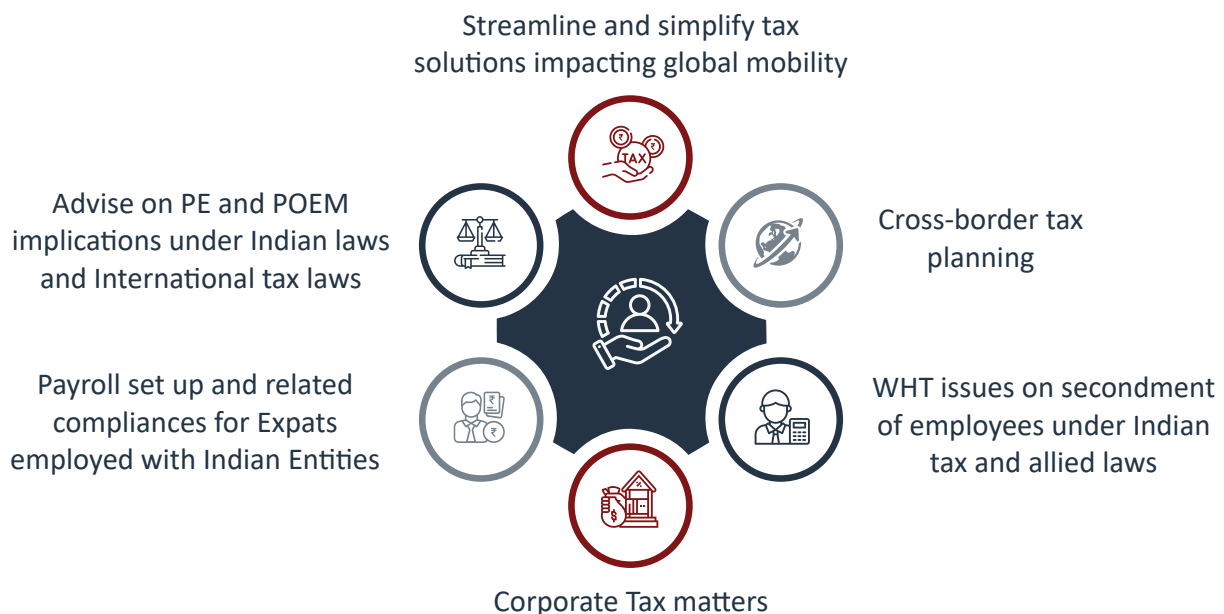 Streamline and simplify tax
solutions impacting global mobility
TAX
₹
₹
Advise on PE and POEM
implications under Indian laws
and International tax laws
Cross-border tax
planning
Payroll set up and related
compliances for Expats
employed with Indian Entities
₹
₹
WHT issues on secondment
of employees under Indian
tax and allied laws
%
$
Corporate Tax matters